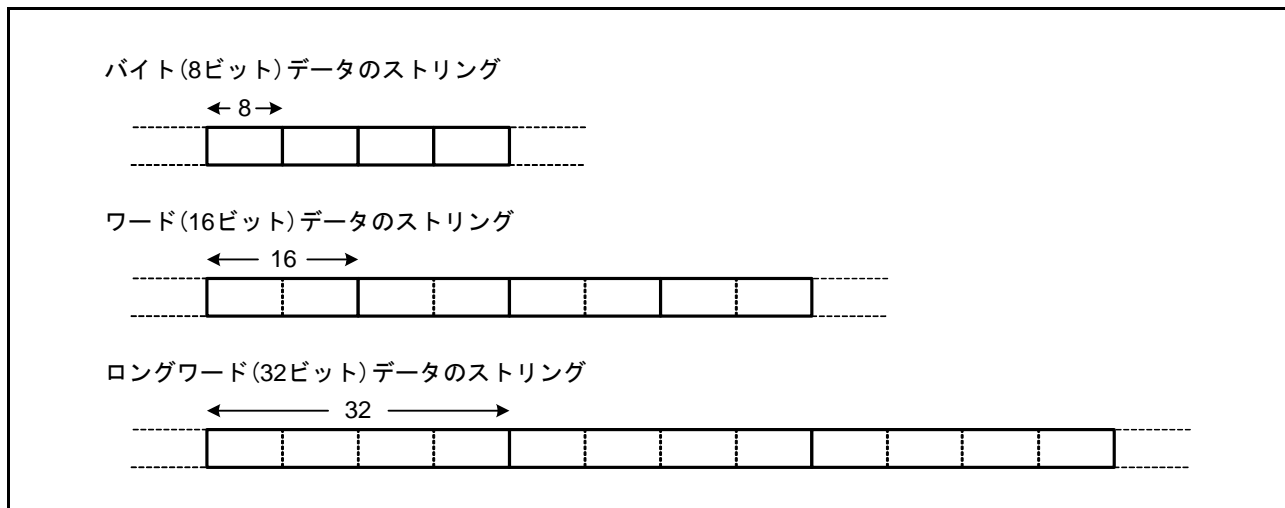 バイト(8ビット)データのストリング
8
ワード(16ビット)データのストリング
16
ロングワード(32ビット)データのストリング
32